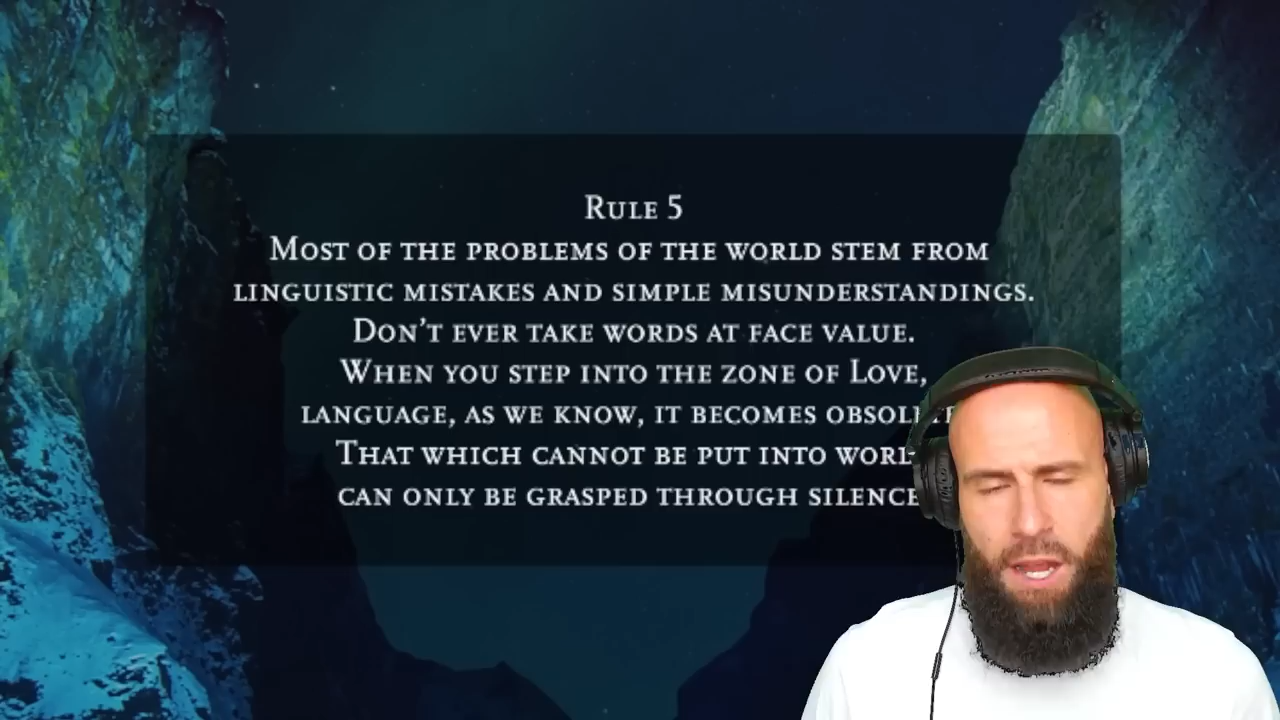 Rule 5
Most of the problems of the world stem from
linguistic mistakes and simple misunderstandings.
Don't ever take words at face value.
When you step into the zone of Love,
language, as we know, it becomes obsolete
That which cannot be put into
can only be grasped through silence